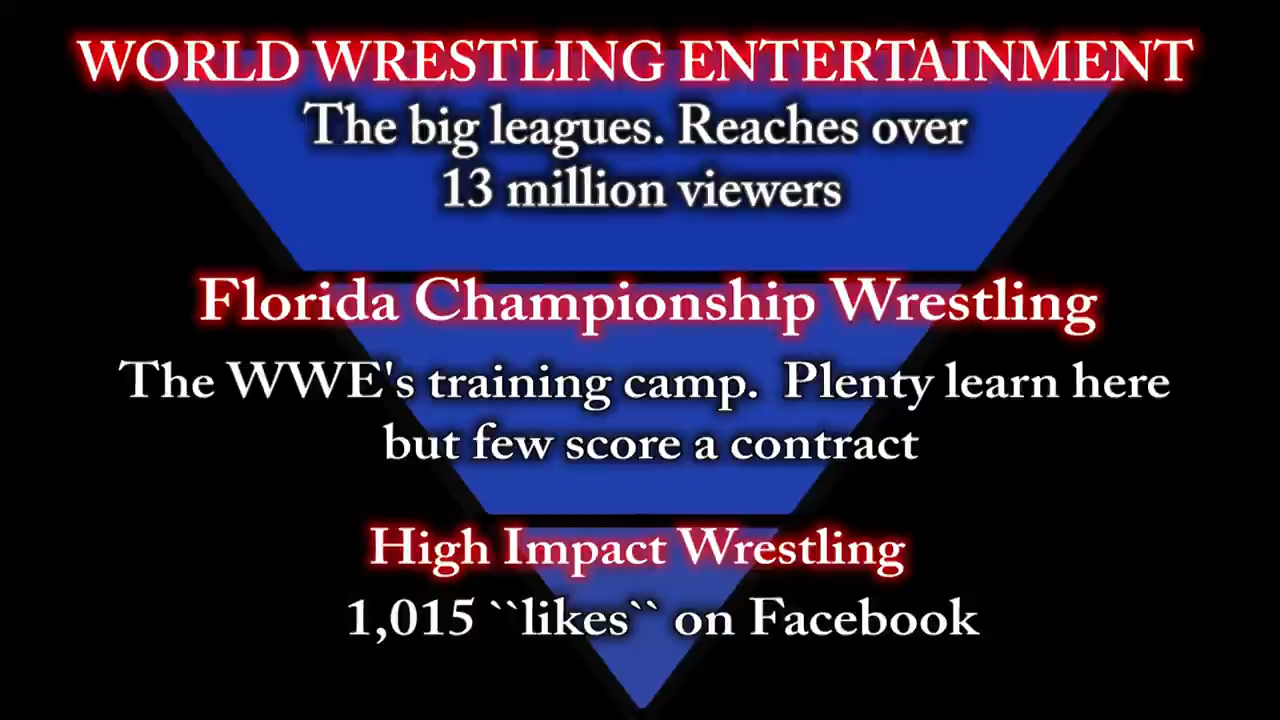 WORLD WRESTLING ENTERTAINMENT
The big leagues. Reaches over
13 million viewers
Florida Championship Wrestling
The WWE's training camp.  Plenty learn here
but few score a contract
High Impact Wrestling
1,015 ``likes`` on Facebook